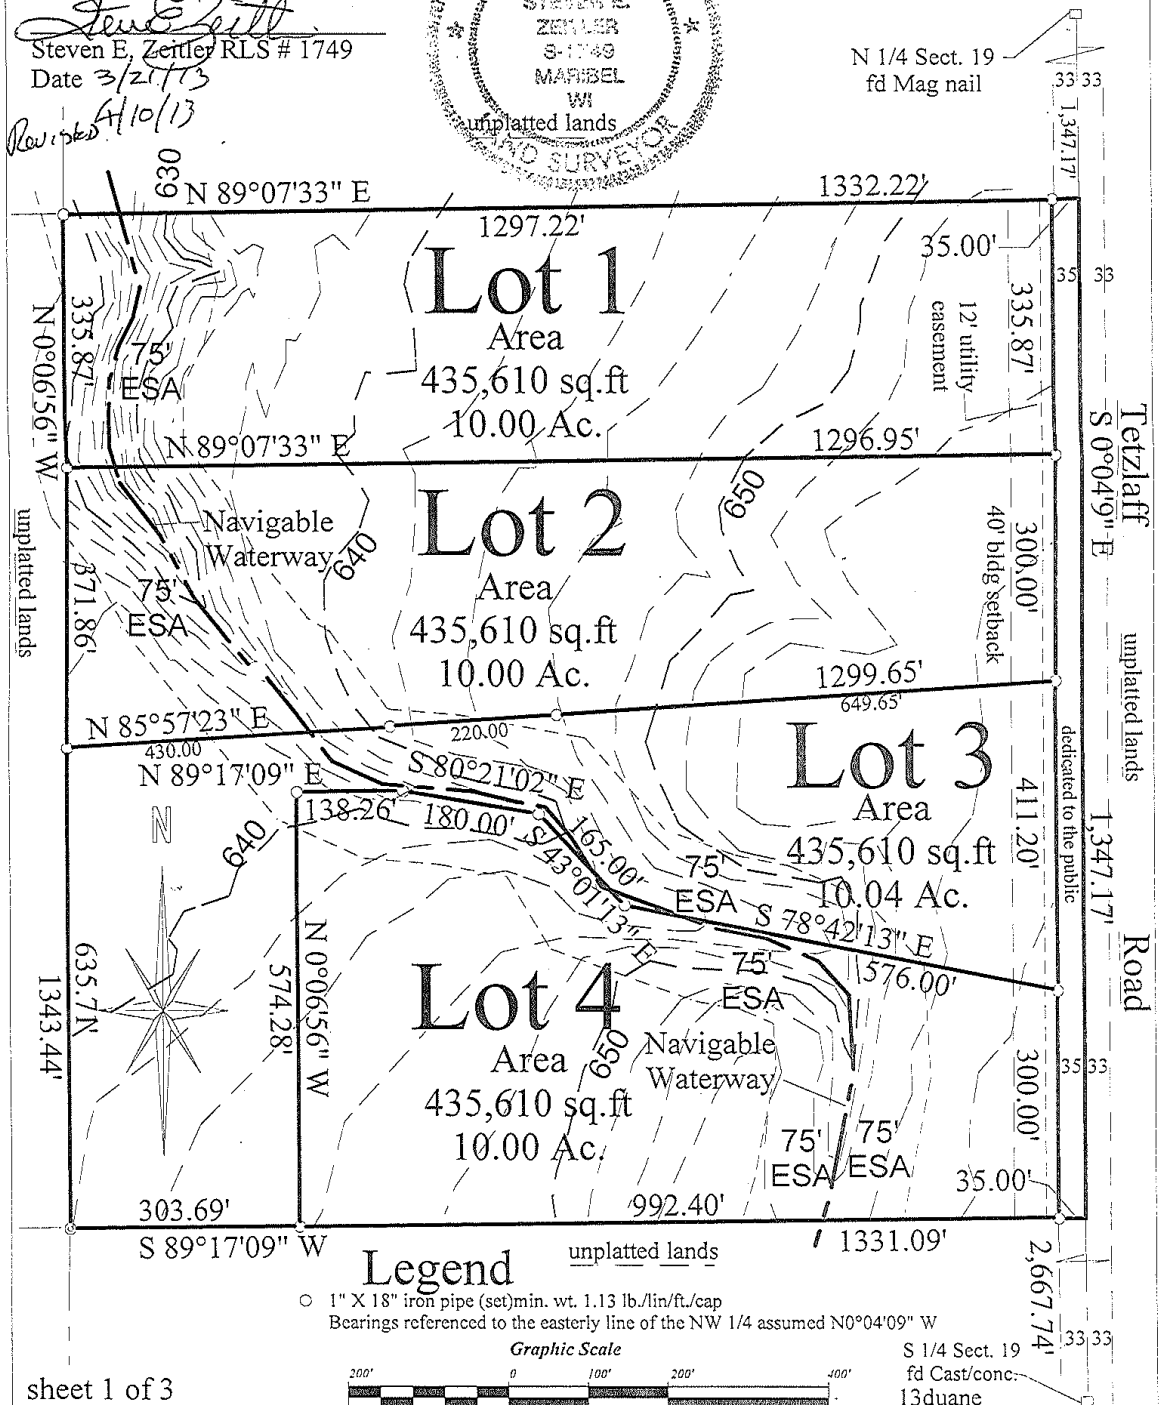 Steven E. Zeitler RLS # 1749
Date 3/21/13
Revised 4/10/13
STEVEN E.
ZEITLER
S-1749
MARIBEL
WI
LAND SURVEYOR
unplatted lands
N 1/4 Sect. 19
fd Mag nail
33 33
1,347.17'
630
N 89°07'33" E
1332.22'
1297.22'
35.00'
35 33
Lot 1
Area
435,610 sq.ft
10.00 Ac.
335.87'
N 0°06'56" W
75'
ESA
335.87'
12' utility
easement
N 89°07'33" E
1296.95'
Tetzlaff
S 0°04'9" E
650
Lot 2
Area
435,610 sq.ft
10.00 Ac.
Navigable
Waterway
640
unplatted lands
371.86'
75'
ESA
300.00'
40' bldg setback
unplatted lands
1299.65'
649.65'
N 85°57'23" E
430.00
220.00
N 89°17'09" E
S 80°21'02" E
138.26'
180.00'
165.00'
S 43°01'13" E
Lot 3
Area
435,610 sq.ft
10.04 Ac.
411.20'
dedicated to the public
1,347.17'
N
640
75'
ESA
S 78°42'13" E
576.00'
75'
ESA
Road
635.71'
1343.44'
574.28'
N 0°06'56" W
Lot 4
Area
435,610 sq.ft
10.00 Ac.
650
Navigable
Waterway
300.00'
35 33
75'
ESA
75'
ESA
35.00'
303.69'
992.40'
S 89°17'09" W
unplatted lands
1331.09'
2,667.74'
Legend
1" X 18" iron pipe (set)min. wt. 1.13 lb./lin/ft./cap
Bearings referenced to the easterly line of the NW 1/4 assumed N0°04'09" W
Graphic Scale
200' 0 100' 200' 400'
33 33
S 1/4 Sect. 19
fd Cast/conc.
13duane
sheet 1 of 3